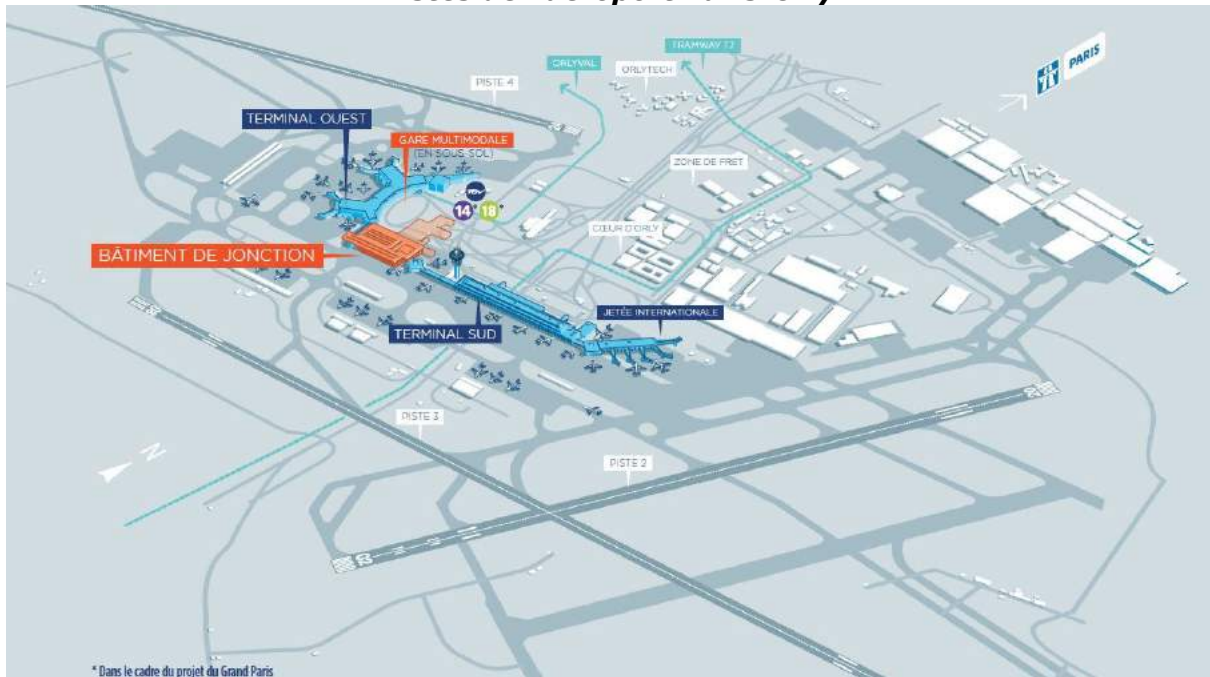 ORLYVAL
TRAMWAY T7
ORLYTECH
PARIS
PISTE 4
TERMINAL OUEST
GARE MULTIMODALE
(EN SOUS SOL)
ZONE DE FRET
TGV
14* 18*
CŒUR D'ORLY
BÂTIMENT DE JONCTION
JETÉE INTERNATIONALE
TERMINAL SUD
PISTE 3
N
PISTE 2
* Dans le cadre du projet du Grand Paris